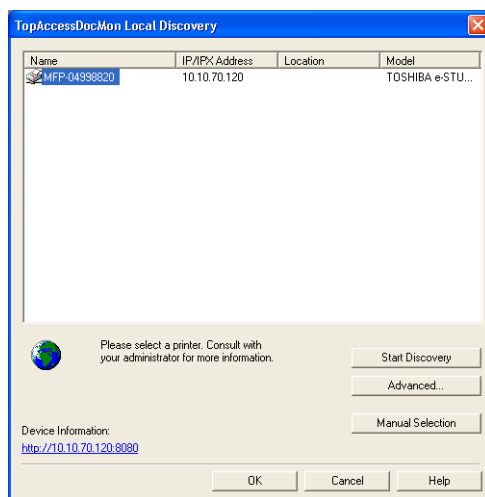 TopAccessDocMon Local Discovery
Name IP/IPX Address Location Model
MFP-04998820 10.10.70.120 TOSHIBA e-STU...
Please select a printer. Consult with
your administrator for more information.
Start Discovery
Advanced...
Manual Selection
Device Information:
http://10.10.70.120:8080
OK Cancel Help